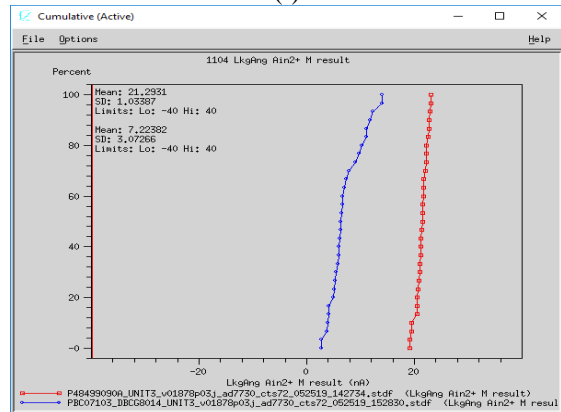 Cumulative (Active)
File Options Help
1104 LkgAng Ain2+ M result
Percent
Mean: 21.2931
SD: 1.03387
Limits: Lo: -40 Hi: 40
Mean: 7.22382
SD: 3.07266
Limits: Lo: -40 Hi: 40
100
80
60
40
20
-0
-20 0 20
LkgAng Ain2+ M result (nA)
P48499090A_UNIT3_v01878p03j_ad7730_cts72_052519_142734.stdf (LkgAng Ain2+ M result)
PBC07103_DBCG8014_UNIT3_v01878p03j_ad7730_cts72_052519_152830.stdf (LkgAng Ain2+ M resul